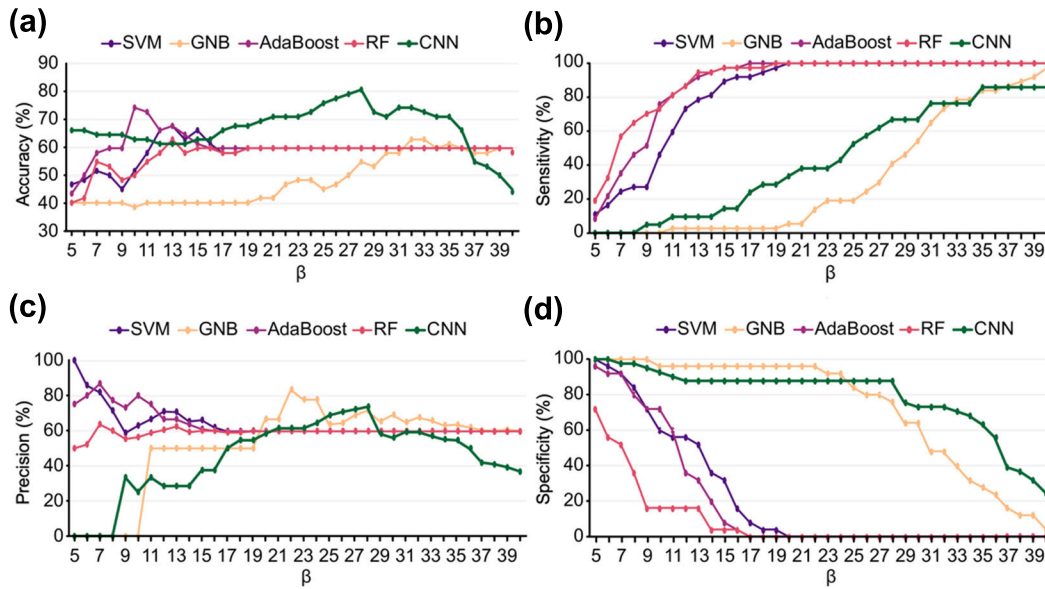 (a)
SVM GNB AdaBoost RF CNN
Accuracy (%)
90
80
70
60
50
40
30
5 7 9 11 13 15 17 19 21 23 25 27 29 31 33 35 37 39
β
(b)
SVM GNB AdaBoost RF CNN
Sensitivity (%)
100
80
60
40
20
0
5 7 9 11 13 15 17 19 21 23 25 27 29 31 33 35 37 39
β
(c)
SVM GNB AdaBoost RF CNN
Precision (%)
100
80
60
40
20
0
5 7 9 11 13 15 17 19 21 23 25 27 29 31 33 35 37 39
β
(d)
SVM GNB AdaBoost RF CNN
Specificity (%)
100
80
60
40
20
0
5 7 9 11 13 15 17 19 21 23 25 27 29 31 33 35 37 39
β